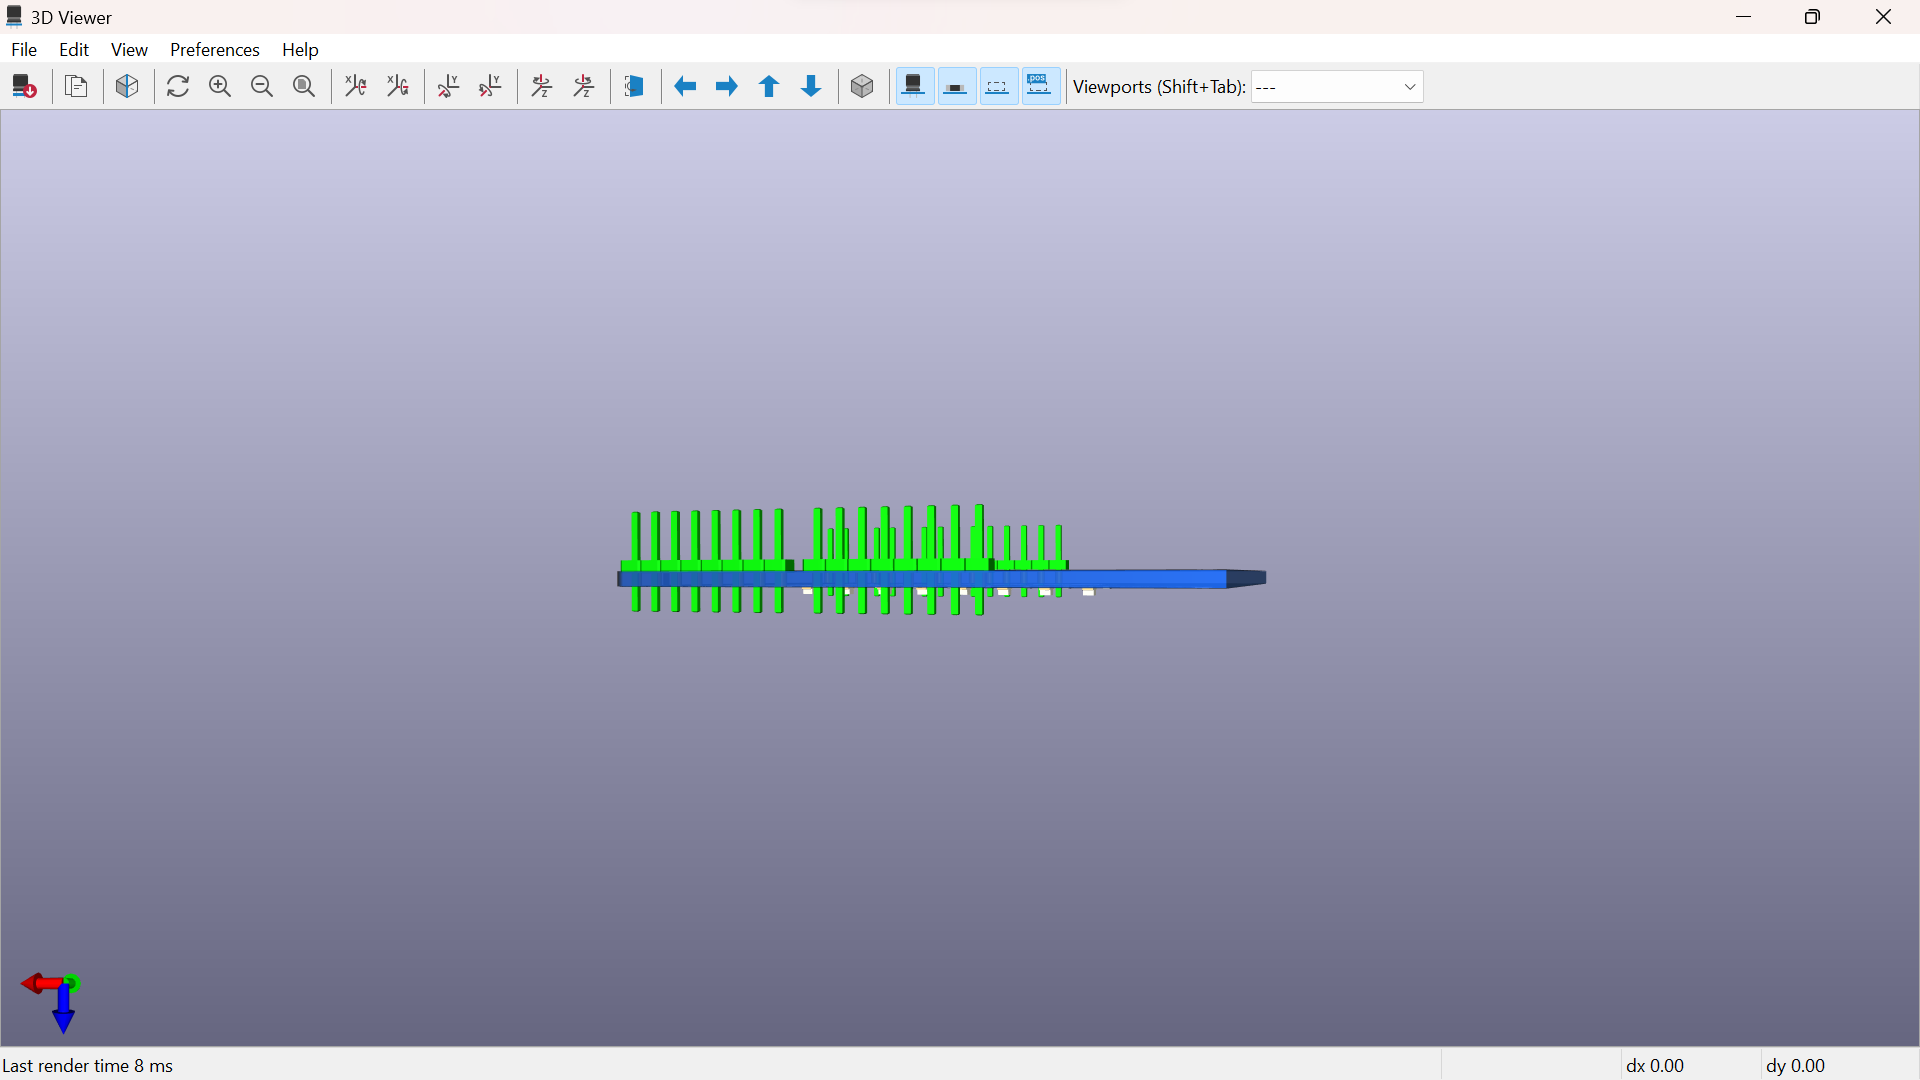 3D Viewer
File Edit View Preferences Help
X X Y Y Z Z .pos Viewports (Shift+Tab): ---
Last render time 8 ms dx 0.00 dy 0.00